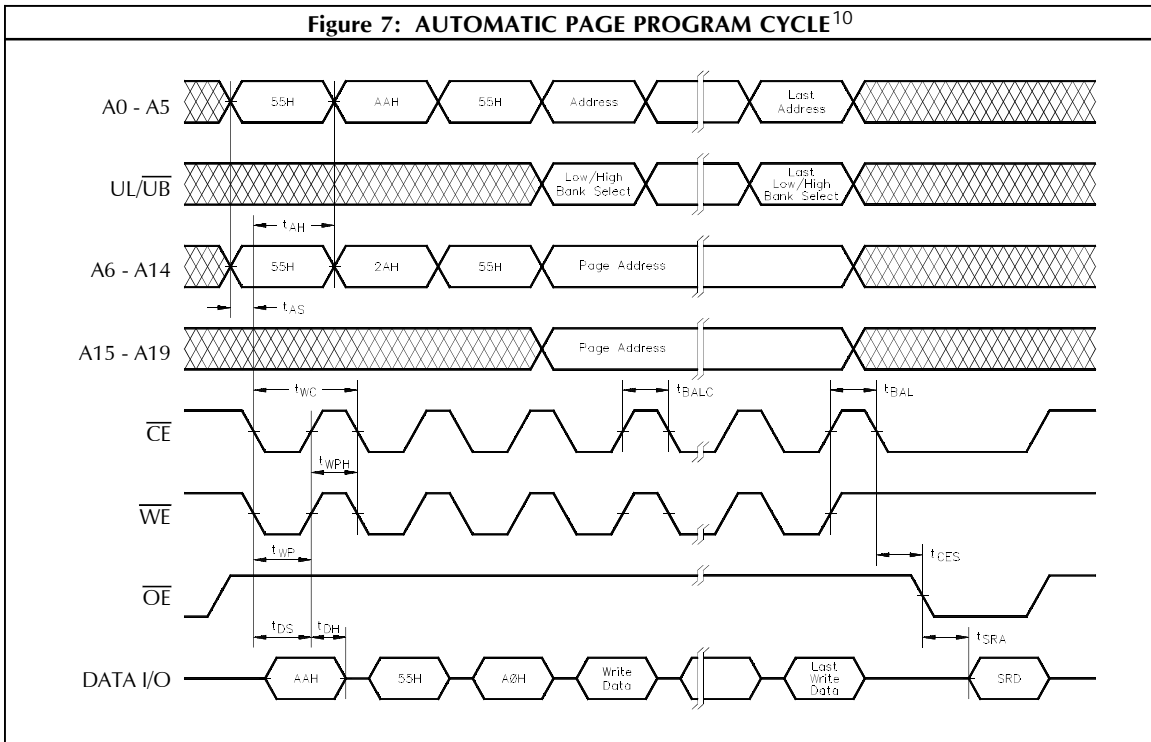 Figure 7: AUTOMATIC PAGE PROGRAM CYCLE10
A0 - A5
55H
AAH
55H
Address
Last
Address
UL/UB
Low/High
Bank Select
Last
Low/High
Bank Select
tAH
A6 - A14
55H
2AH
55H
Page Address
tAS
A15 - A19
Page Address
tWC
tBALC
tBAL
CE
tWPH
WE
tWP
tCES
OE
tDS
tDH
tSRA
DATA I/O
AAH
55H
A0H
Write
Data
Last
Write
Data
SRD